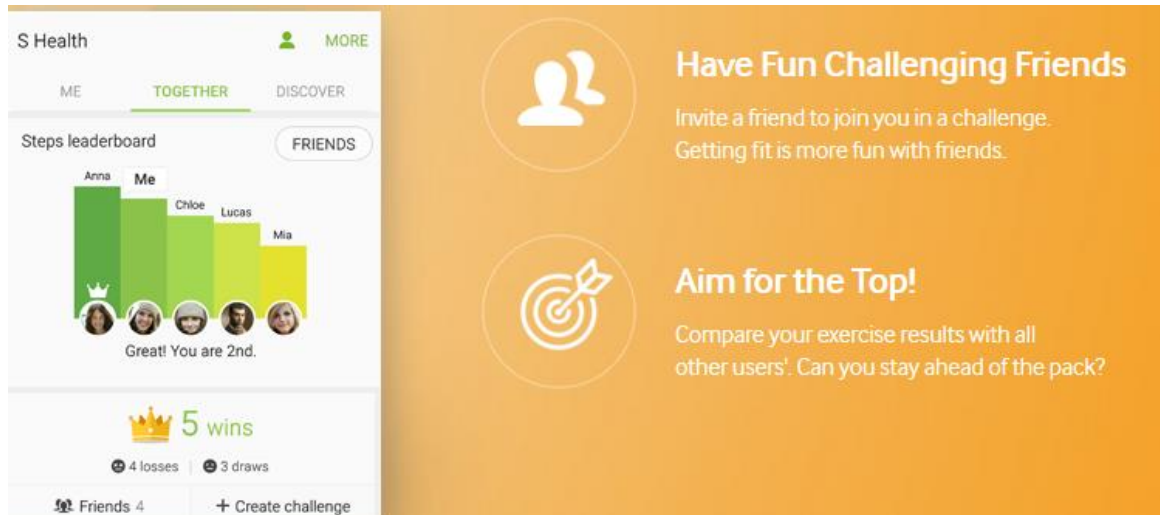 S Health
MORE
ME
TOGETHER
DISCOVER
Steps leaderboard
FRIENDS
Anna
Me
Chloe
Lucas
Mia
Great! You are 2nd.
5 wins
4 losses
3 draws
Friends 4
+ Create challenge
Have Fun Challenging Friends
Invite a friend to join you in a challenge.
Getting fit is more fun with friends.
Aim for the Top!
Compare your exercise results with all
other users'. Can you stay ahead of the pack?